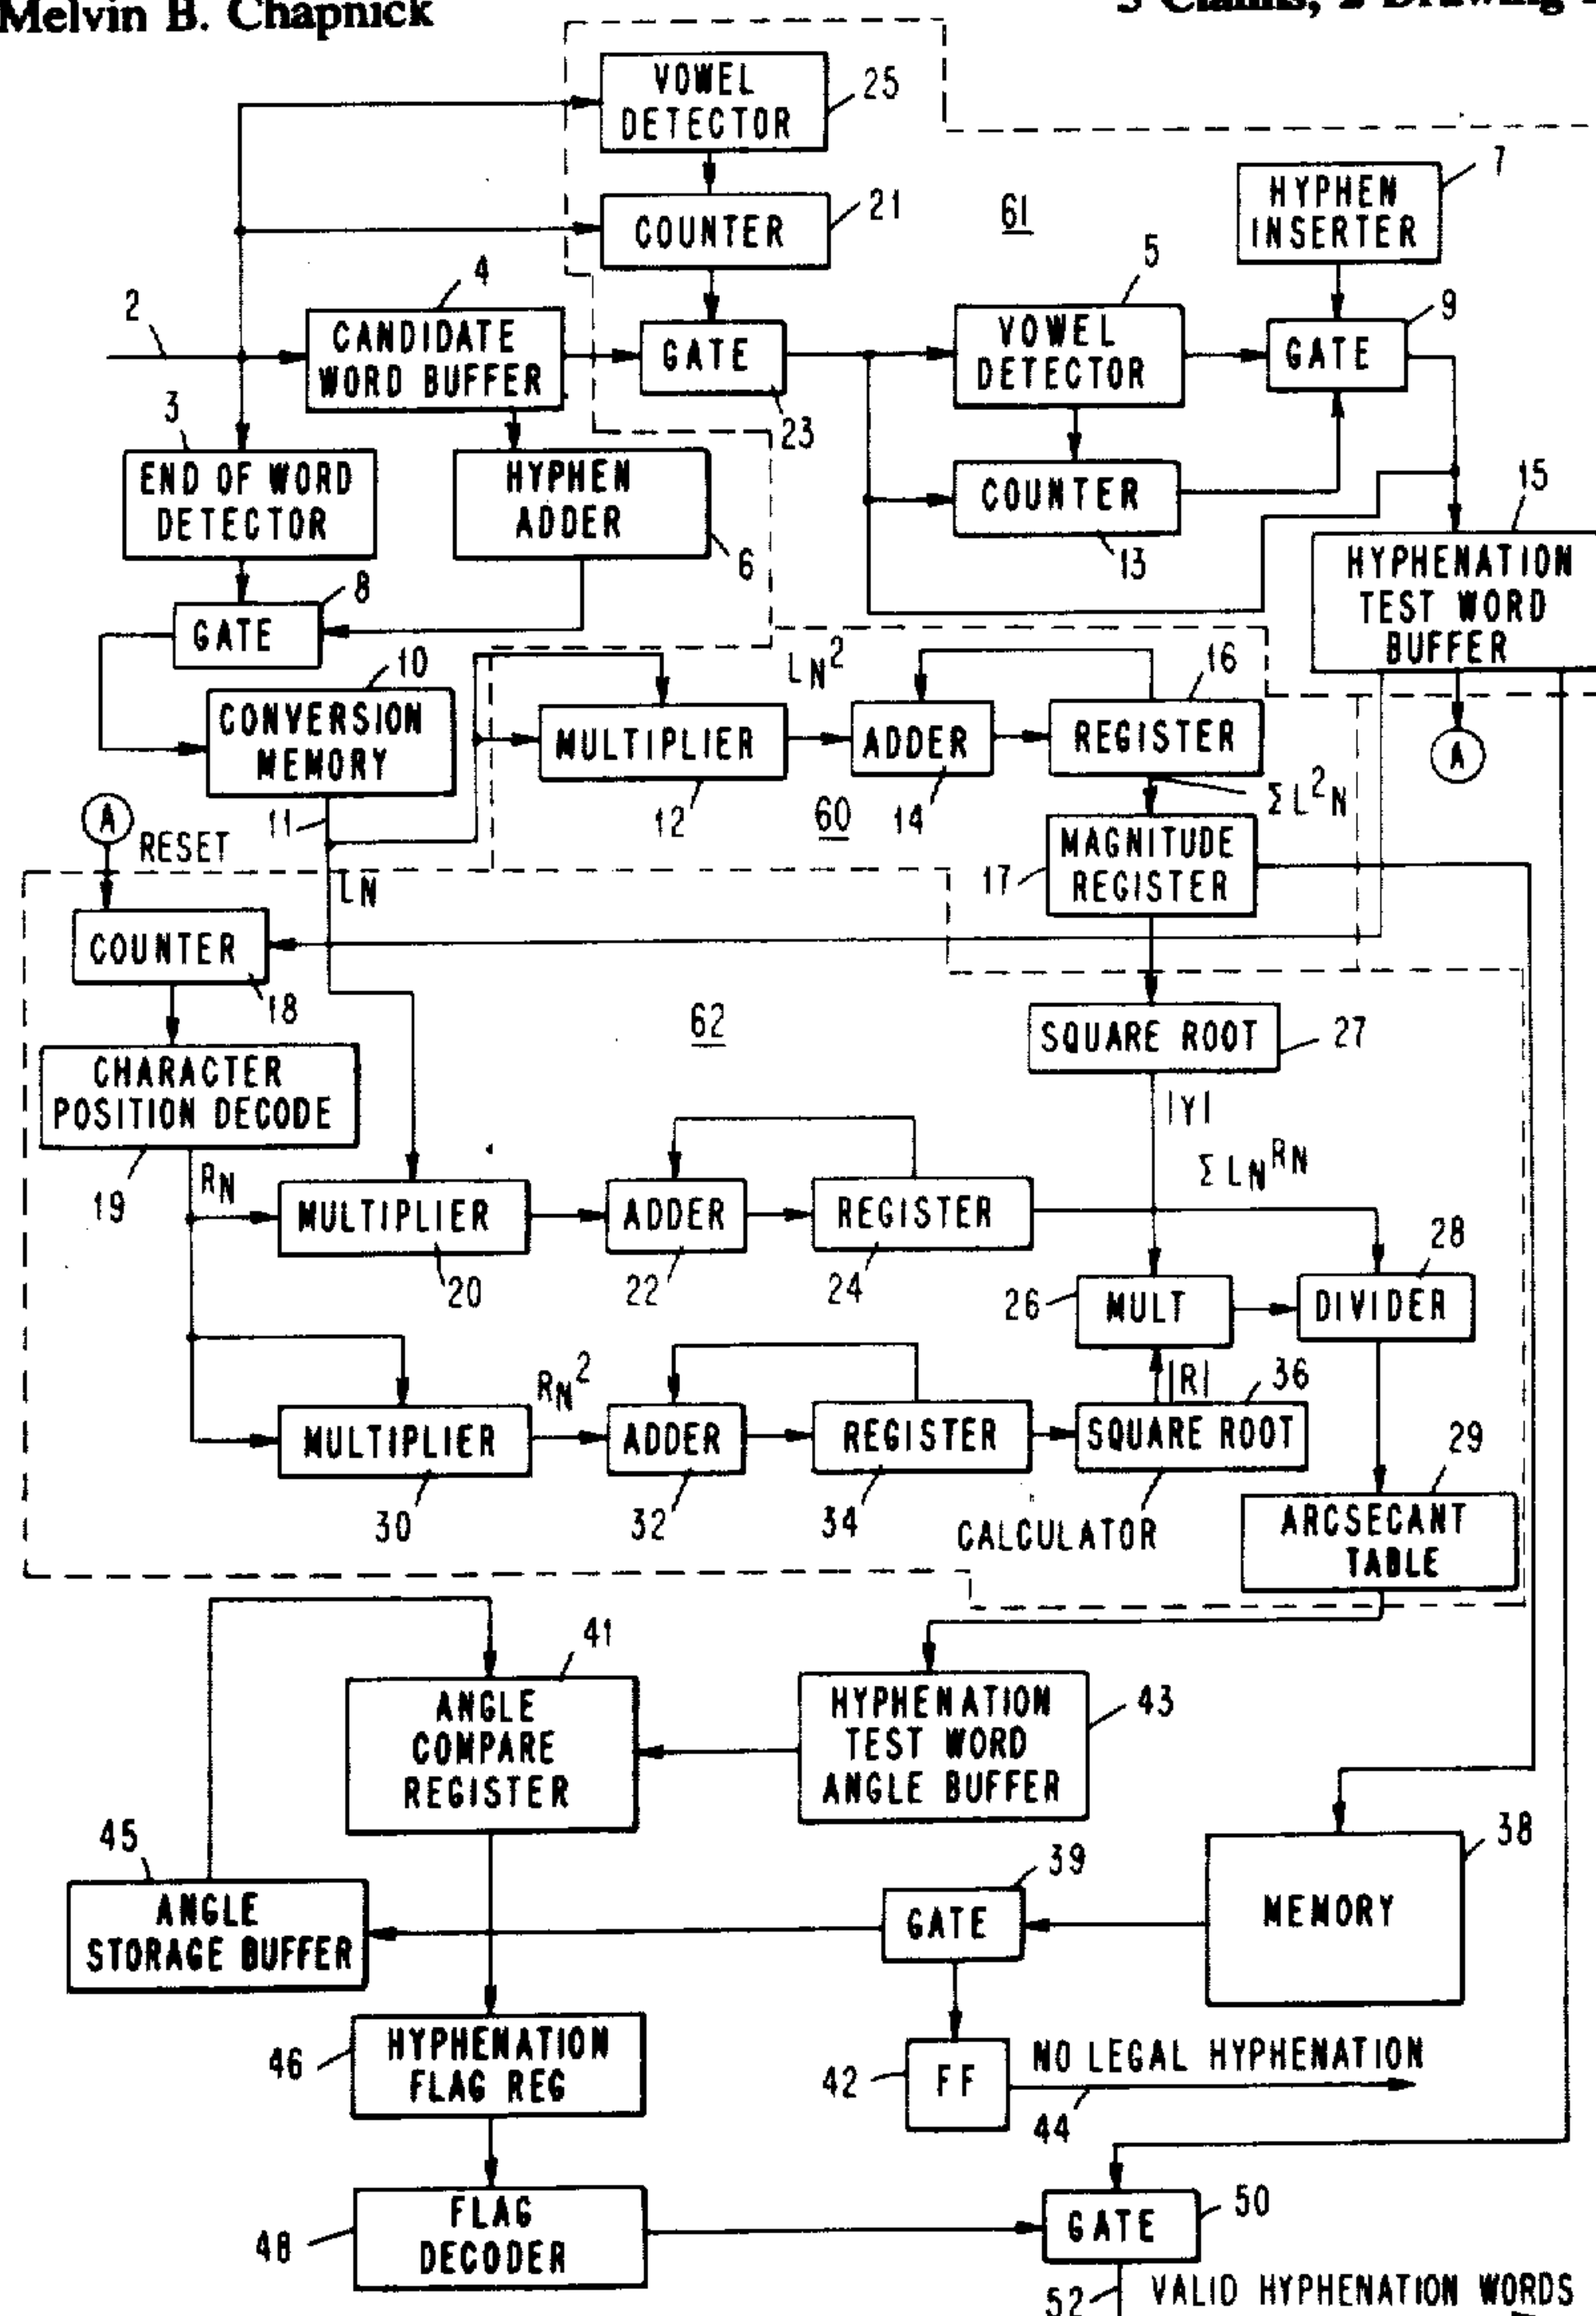 Melvin B. Chapnick
VOWEL
DETECTOR
25
COUNTER
21
61
HYPHEN
INSERTER
7
2
4
CANDIDATE
WORD BUFFER
GATE
23
5
VOWEL
DETECTOR
GATE
9
3
END OF WORD
DETECTOR
HYPHEN
ADDER
6
COUNTER
13
15
HYPHENATION
TEST WORD
BUFFER
8
GATE
10
CONVERSION
MEMORY
11
MULTIPLIER
12
LN²
ADDER
14
16
REGISTER
60
ΣL²N
A
A
RESET
LN
17
MAGNITUDE
REGISTER
COUNTER
18
62
SQUARE ROOT
27
CHARACTER
POSITION DECODE
19
|Y|
ΣLNRN
RN
MULTIPLIER
20
ADDER
22
REGISTER
24
26
MULT
28
DIVIDER
MULTIPLIER
30
RN²
ADDER
32
REGISTER
34
|R|
36
SQUARE ROOT
CALCULATOR
29
ARCSECANT
TABLE
41
ANGLE
COMPARE
REGISTER
HYPHENATION
TEST WORD
ANGLE BUFFER
43
45
ANGLE
STORAGE BUFFER
39
GATE
38
MEMORY
46
HYPHENATION
FLAG REG
42
FF
NO LEGAL HYPHENATION
44
48
FLAG
DECODER
GATE
50
52
VALID HYPHENATION WORDS